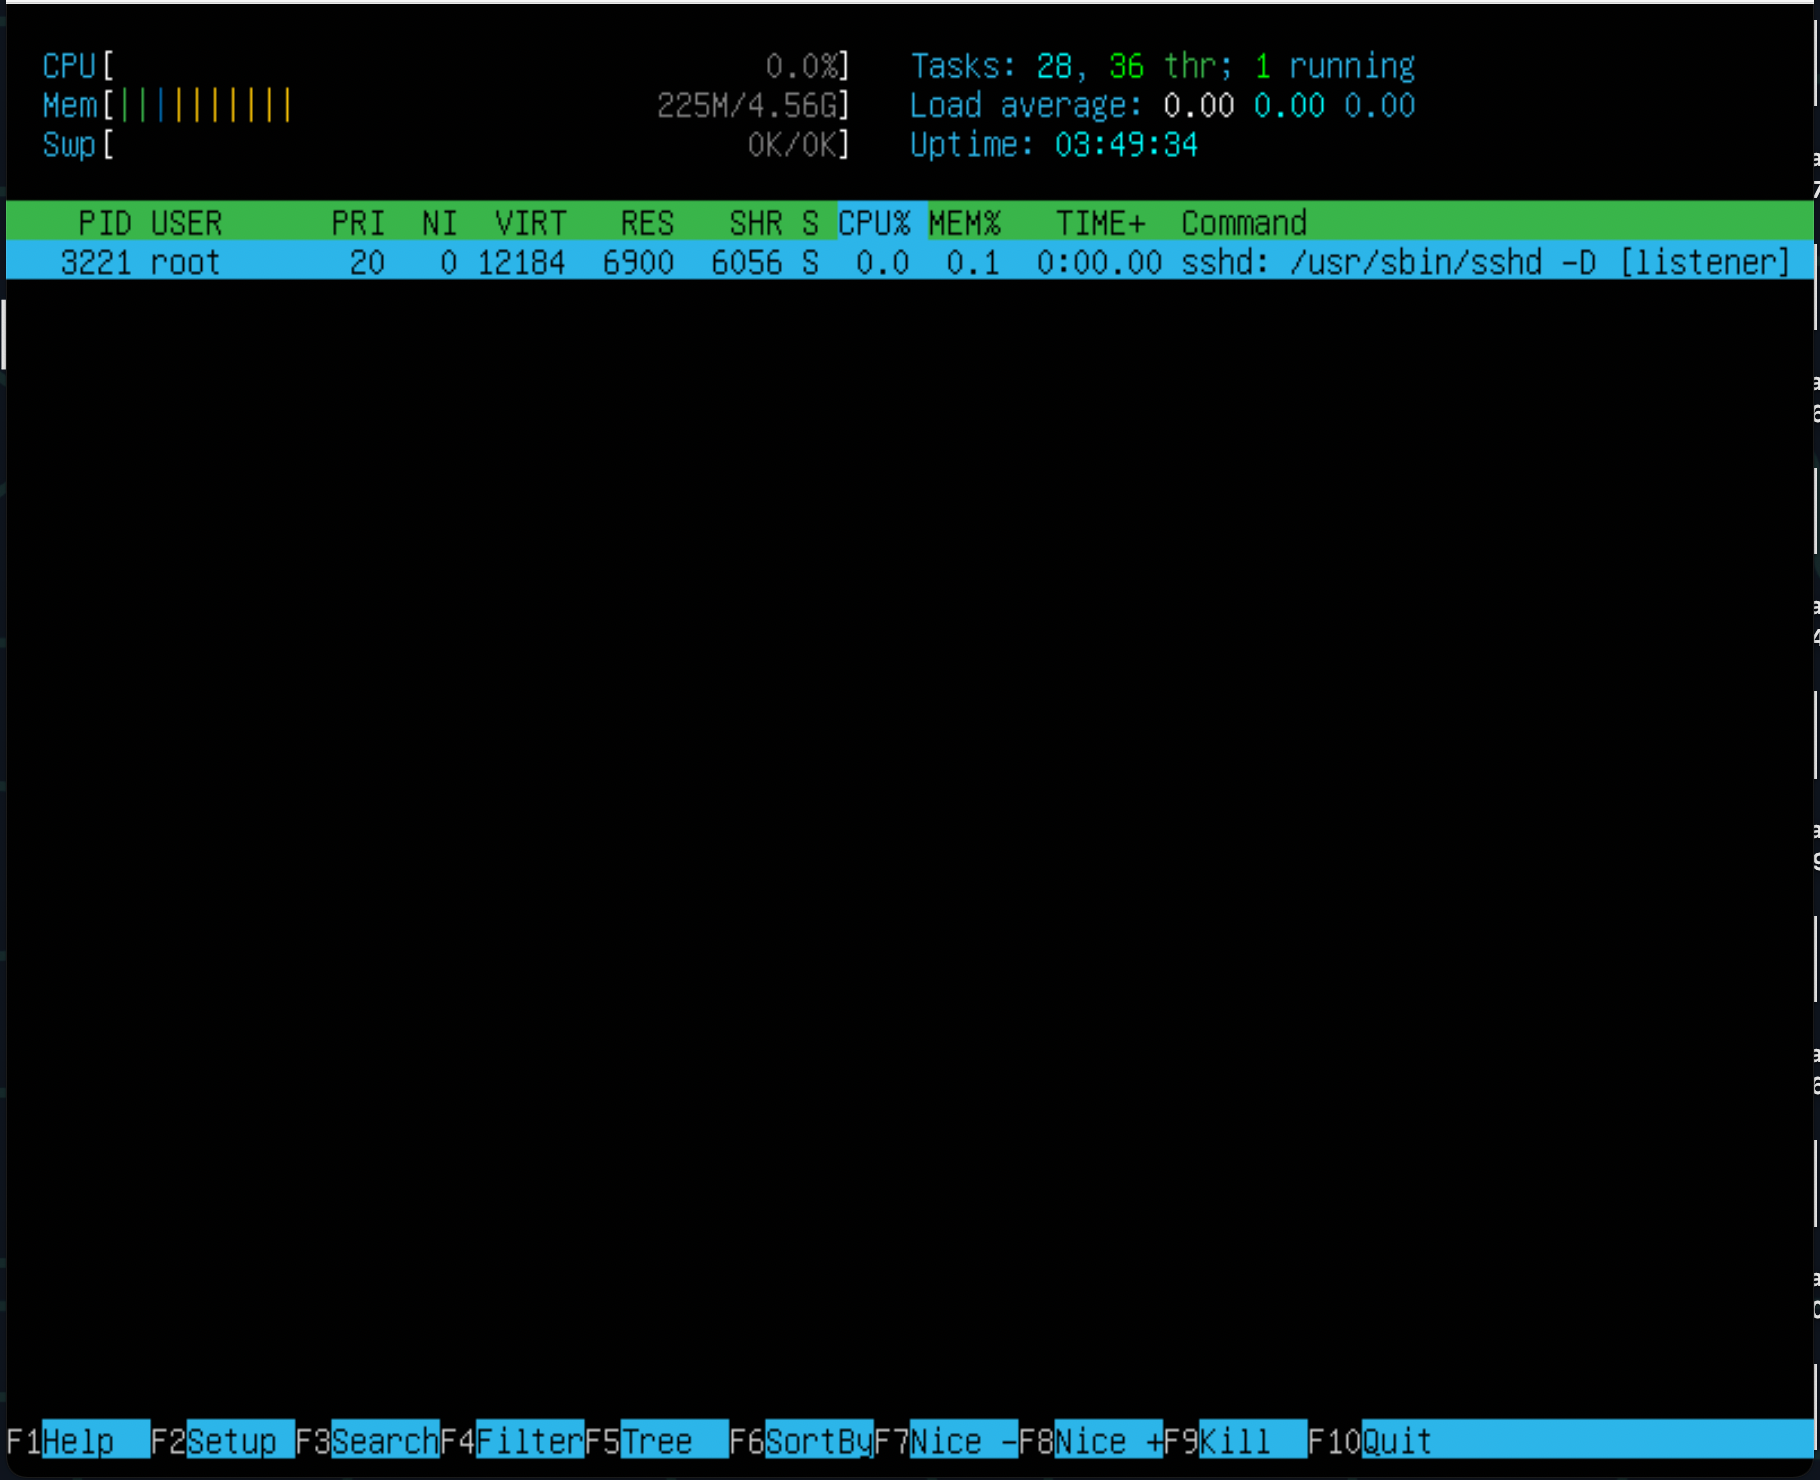 CPU[ 0.0%] Tasks: 28, 36 thr; 1 running
Mem[||||||||||| 225M/4.56G] Load average: 0.00 0.00 0.00
Swp[ 0K/0K] Uptime: 03:49:34
PID USER PRI NI VIRT RES SHR S CPU% MEM% TIME+ Command
3221 root 20 0 12184 6900 6056 S 0.0 0.1 0:00.00 sshd: /usr/sbin/sshd -D [listener]
F1Help F2Setup F3SearchF4FilterF5Tree F6SortByF7Nice -F8Nice +F9Kill F10Quit